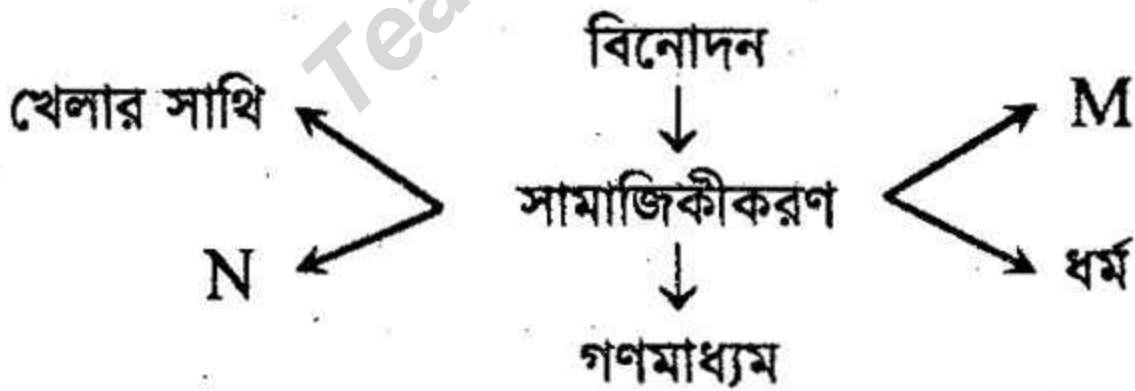 বিনোদন
খেলার সাথি
M
সামাজিকীকরণ
N
ধর্ম
গণমাধ্যম